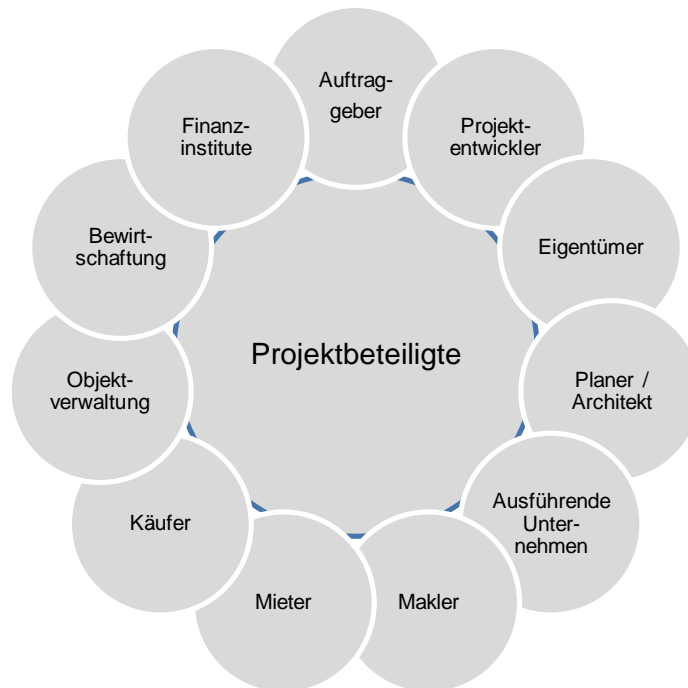 Auftrag-
geber
Projekt-
entwickler
Eigentümer
Planer /
Architekt
Ausführende
Unter-
nehmen
Makler
Mieter
Käufer
Objekt-
verwaltung
Bewirt-
schaftung
Finanz-
institute
Projektbeteiligte